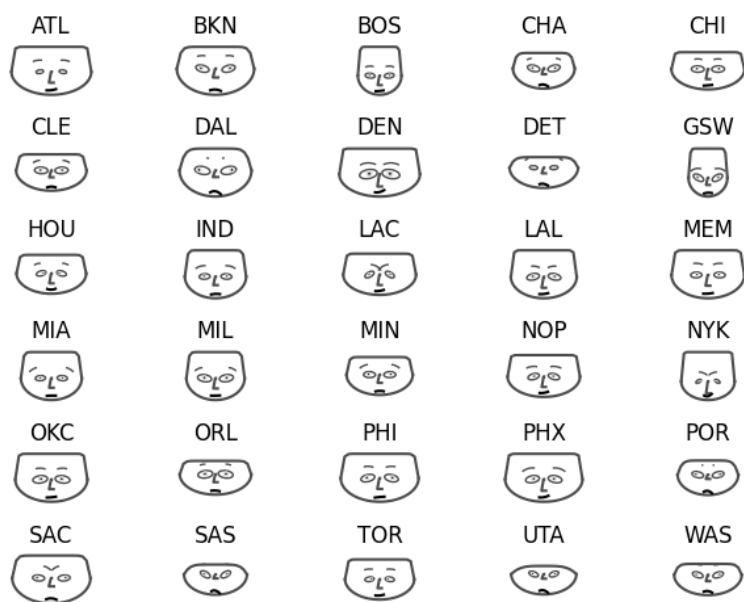 ATL BKN BOS CHA CHI
CLE DAL DEN DET GSW
HOU IND LAC LAL MEM
MIA MIL MIN NOP NYK
OKC ORL PHI PHX POR
SAC SAS TOR UTA WAS